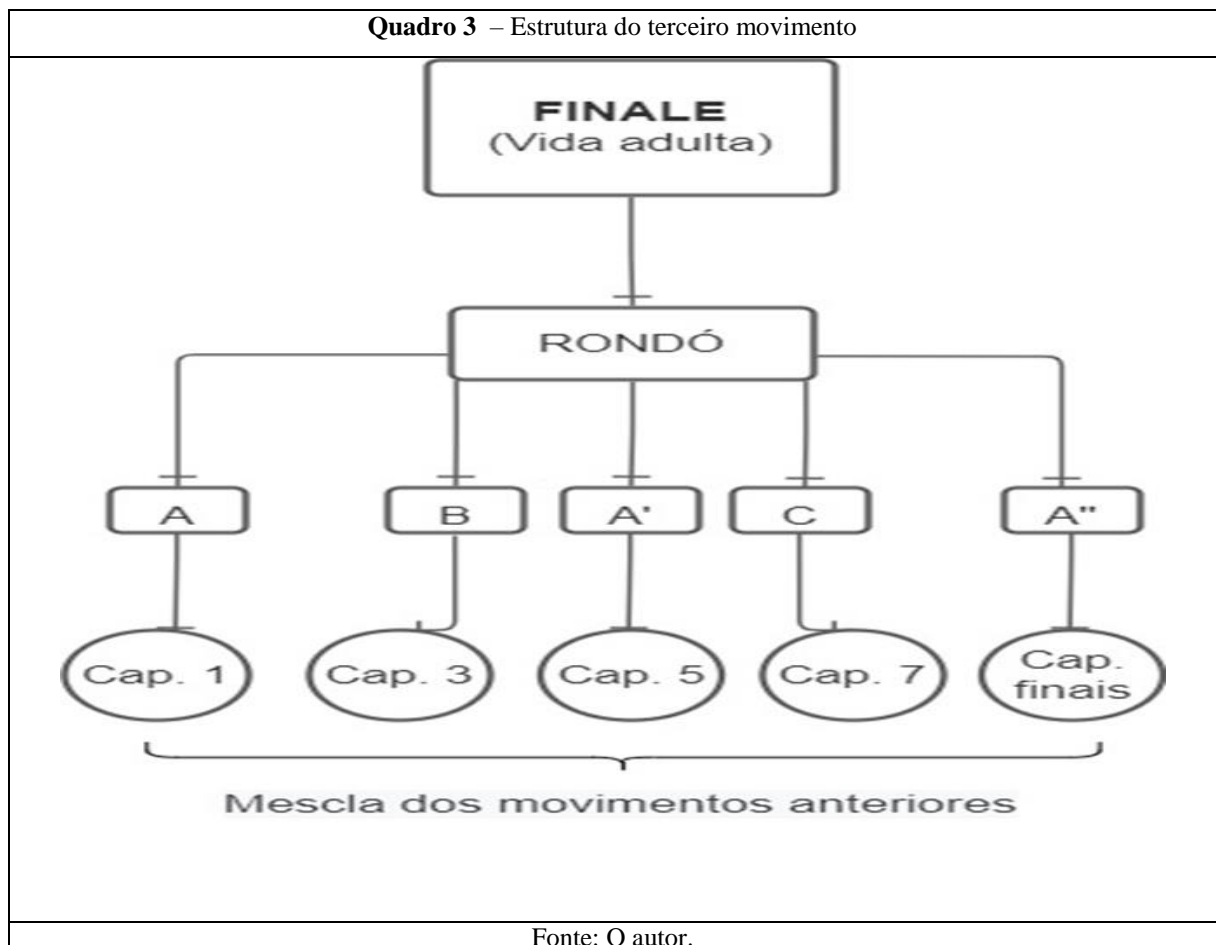 Quadro 3 – Estrutura do terceiro movimento
FINALE
(Vida adulta)
RONDÓ
A B A' C A"
Cap. 1 Cap. 3 Cap. 5 Cap. 7 Cap. finais
Mescla dos movimentos anteriores
Fonte: O autor.